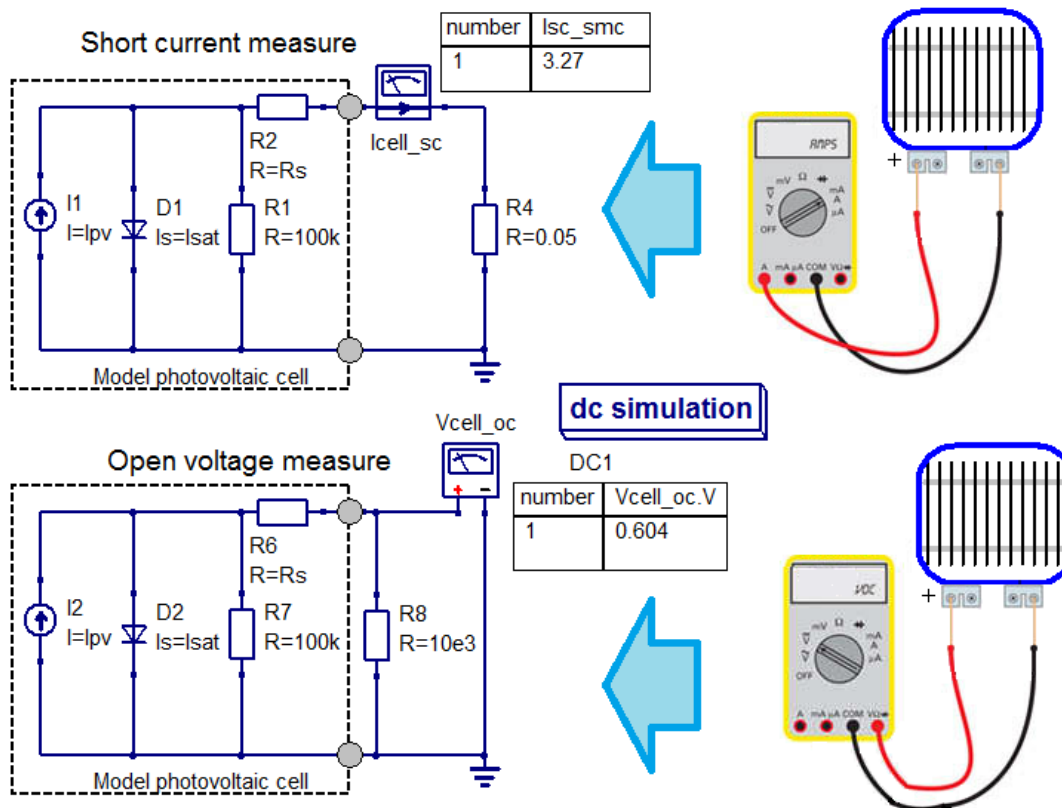 Short current measure
number Isc_smc
1 3.27
Icell_sc
R2
R=Rs
I1
I=Ipv
D1
Is=Isat
R1
R=100k
R4
R=0.05
Model photovoltaic cell
AMPS
mV Ω
mA
A
µA
V
V
OFF
A mA µA COM VΩ
+
dc simulation
DC1
Open voltage measure
Vcell_oc
+ -
number Vcell_oc.V
1 0.604
R6
R=Rs
I2
I=Ipv
D2
Is=Isat
R7
R=100k
R8
R=10e3
Model photovoltaic cell
VOC
mV Ω
mA
A
µA
V
V
OFF
A mA µA COM VΩ
+